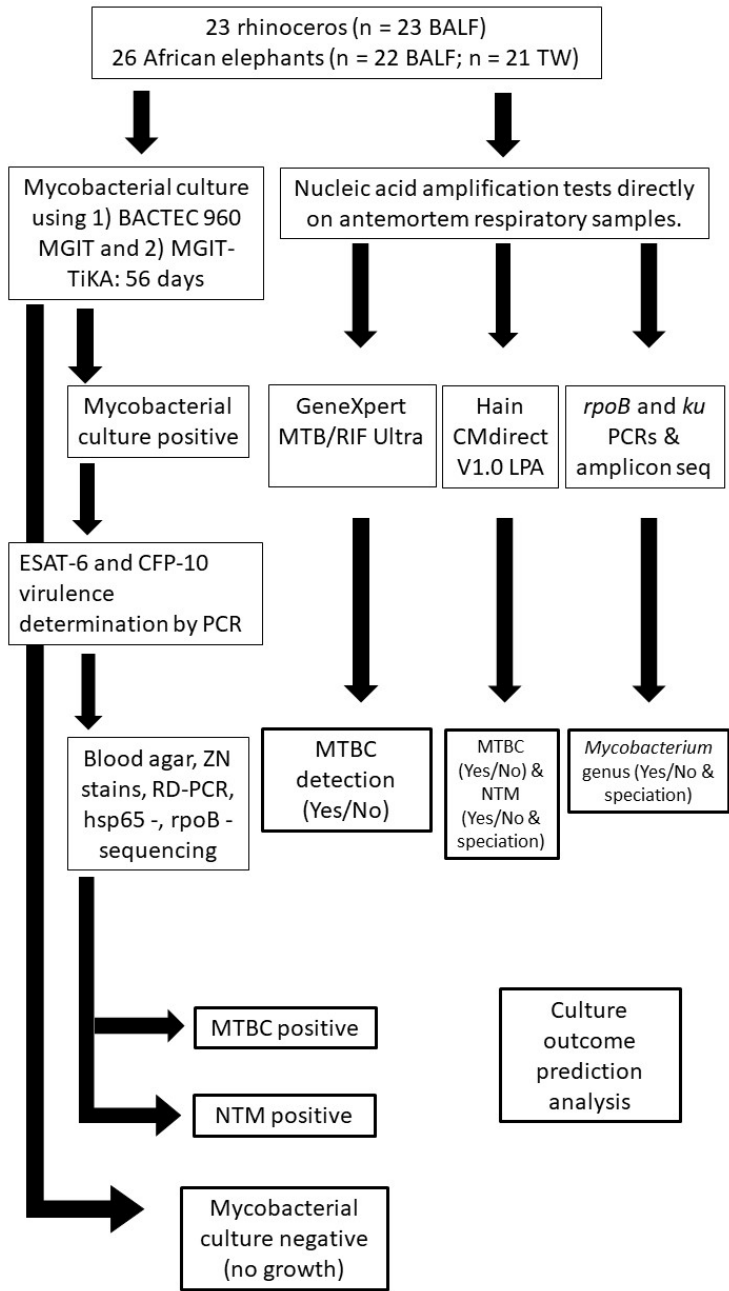 23 rhinoceros (n = 23 BALF)
26 African elephants (n = 22 BALF; n = 21 TW)
Mycobacterial culture
using 1) BACTEC 960
MGIT and 2) MGIT-
TiKA: 56 days
Nucleic acid amplification tests directly
on antemortem respiratory samples.
Mycobacterial
culture positive
GeneXpert
MTB/RIF Ultra
Hain
CMdirect
V1.0 LPA
rpoB and ku
PCRs &
amplicon seq
ESAT-6 and CFP-10
virulence
determination by PCR
Blood agar, ZN
stains, RD-PCR,
hsp65 -, rpoB -
sequencing
MTBC
detection
(Yes/No)
MTBC
(Yes/No) &
NTM
(Yes/No &
speciation)
Mycobacterium
genus (Yes/No &
speciation)
MTBC positive
NTM positive
Culture
outcome
prediction
analysis
Mycobacterial
culture negative
(no growth)